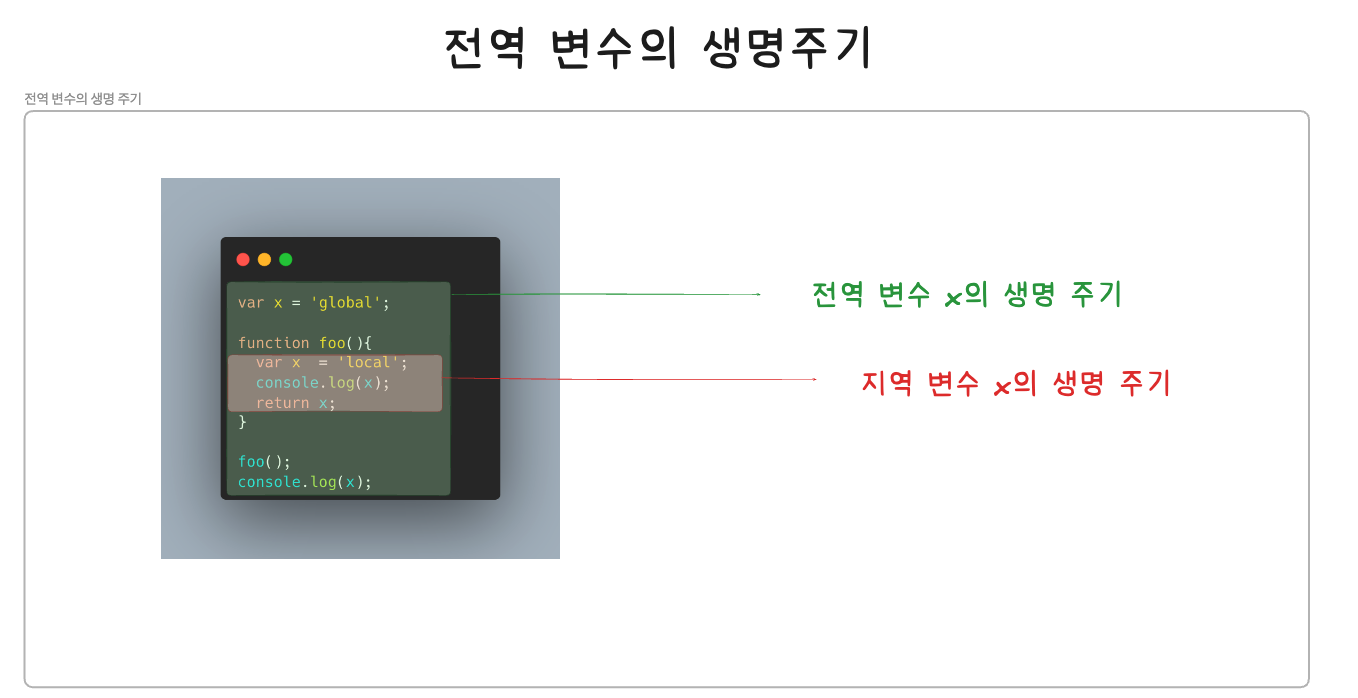 전역 변수의 생명주기
전역 변수의 생명 주기
var x = 'global';
function foo(){
  var x  = 'local';
  console.log(x);
  return x;
}
foo();
console.log(x);
전역 변수 x의 생명 주기
지역 변수 x의 생명 주기